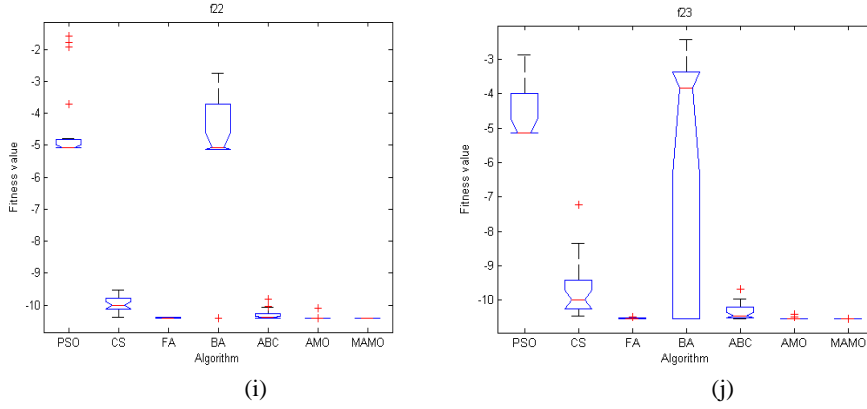 f22
-2
-3
-4
-5
-6
-7
-8
-9
-10
Fitness value
PSO CS FA BA ABC AMO MAMO
Algorithm
(i)
f23
-3
-4
-5
-6
-7
-8
-9
-10
Fitness value
PSO CS FA BA ABC AMO MAMO
Algorithm
(j)